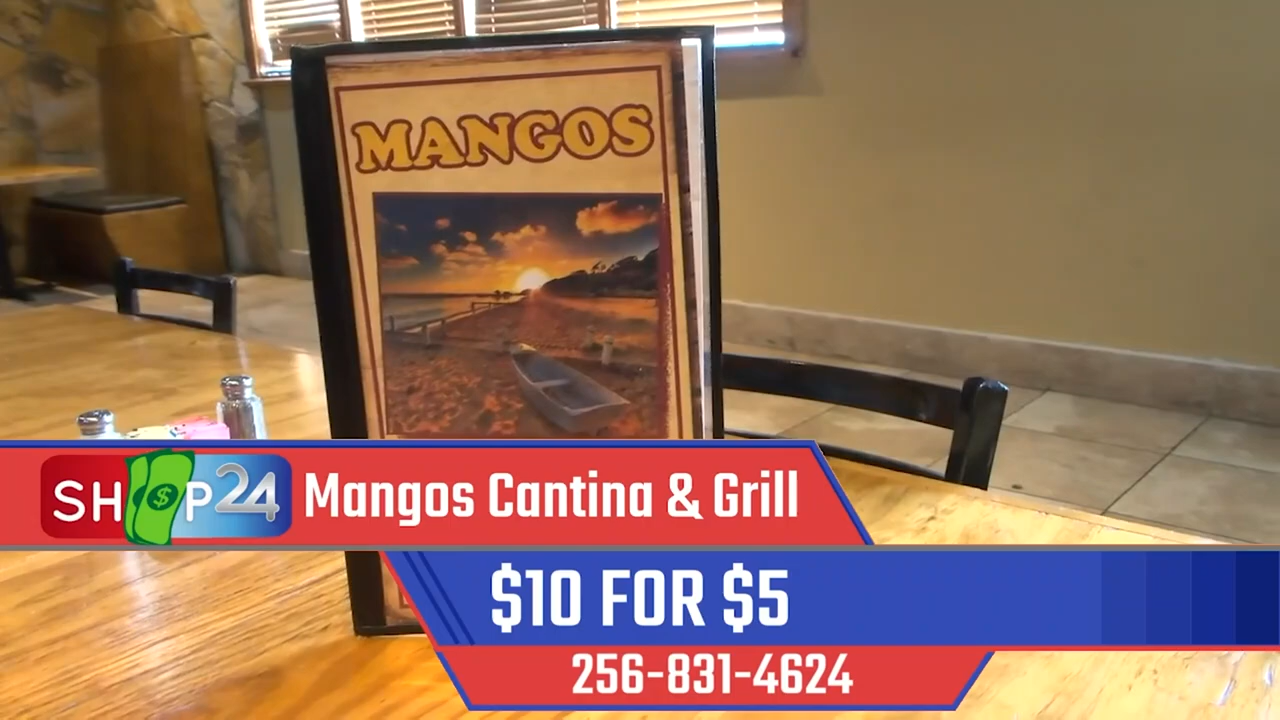 MANGOS
SHOP24
Mangos Cantina & Grill
$10 FOR $5
256-831-4624